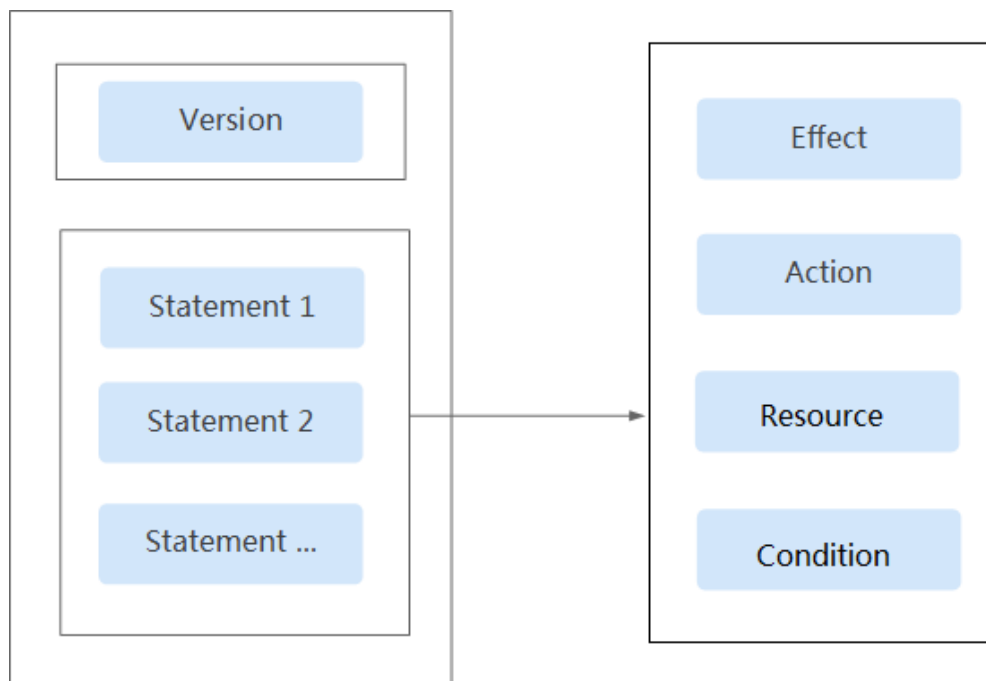 Version
Statement 1
Statement 2
Statement ...
Effect
Action
Resource
Condition